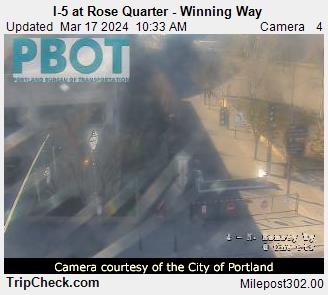 I-5 at Rose Quarter - Winning Way
Updated Mar 17 2024 10:33 AM Camera 4
PBOT
PORTLAND BUREAU OF TRANSPORTATION
Camera courtesy of the City of Portland
TripCheck.com Milepost302.00